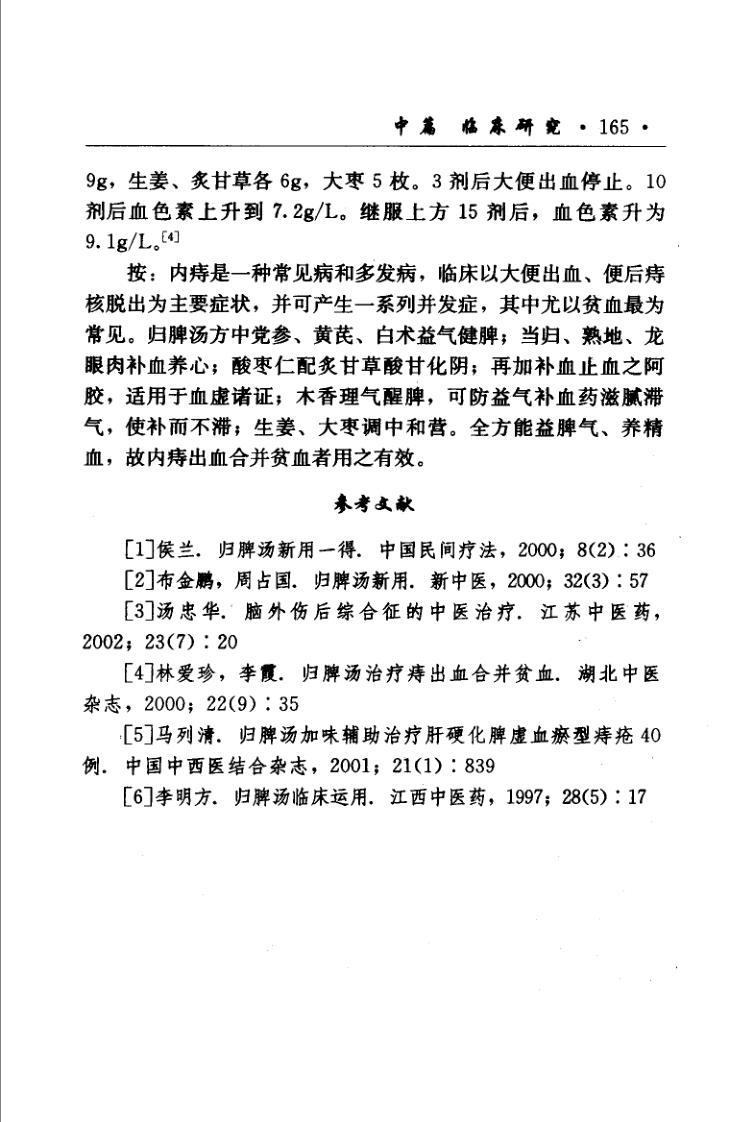 中篇 临床研究 · 165 ·
9g，生姜、炙甘草各 6g，大枣 5 枚。3 剂后大便出血停止。10
剂后血色素上升到 7.2g/L。继服上方 15 剂后，血色素升为
9.1g/L。[4]
按：内痔是一种常见病和多发病，临床以大便出血、便后痔
核脱出为主要症状，并可产生一系列并发症，其中尤以贫血最为
常见。归脾汤方中党参、黄芪、白术益气健脾；当归、熟地、龙
眼肉补血养心；酸枣仁配炙甘草酸甘化阴；再加补血止血之阿
胶，适用于血虚诸证；木香理气醒脾，可防益气补血药滋腻滞
气，使补而不滞；生姜、大枣调中和营。全方能益脾气、养精
血，故内痔出血合并贫血者用之有效。
参考文献
[1]侯兰．归脾汤新用一得．中国民间疗法，2000；8(2)：36
[2]布金鹏，周占国．归脾汤新用．新中医，2000；32(3)：57
[3]汤忠华．脑外伤后综合征的中医治疗．江苏中医药，
2002；23(7)：20
[4]林爱珍，李霞．归脾汤治疗痔出血合并贫血．湖北中医
杂志，2000；22(9)：35
[5]马列清．归脾汤加味辅助治疗肝硬化脾虚血瘀型痔疮 40
例．中国中西医结合杂志，2001；21(1)：839
[6]李明方．归脾汤临床运用．江西中医药，1997；28(5)：17